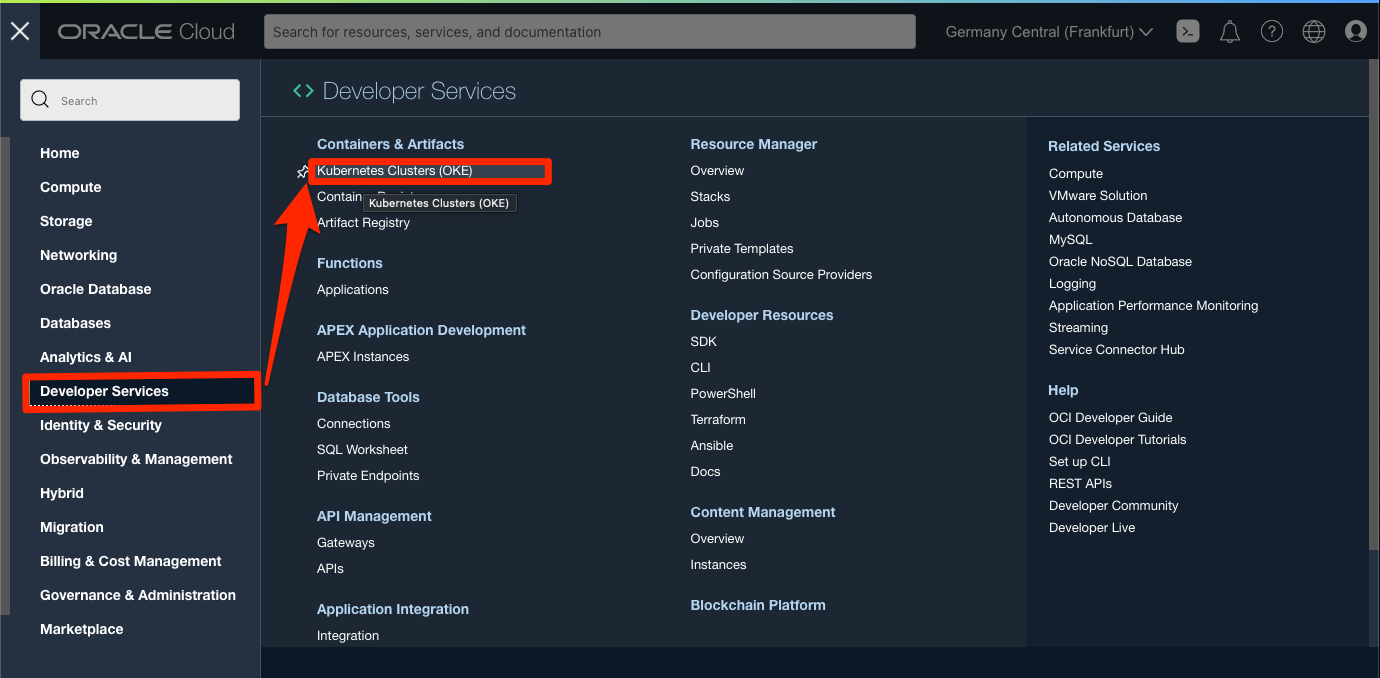 ORACLE Cloud
Search for resources, services, and documentation
Germany Central (Frankfurt)
Search
Home
Compute
Storage
Networking
Oracle Database
Databases
Analytics & AI
Developer Services
Identity & Security
Observability & Management
Hybrid
Migration
Billing & Cost Management
Governance & Administration
Marketplace
Developer Services
Containers & Artifacts
Kubernetes Clusters (OKE)
Kubernetes Clusters (OKE)
Artifact Registry
Functions
Applications
APEX Application Development
APEX Instances
Database Tools
Connections
SQL Worksheet
Private Endpoints
API Management
Gateways
APIs
Application Integration
Integration
Resource Manager
Overview
Stacks
Jobs
Private Templates
Configuration Source Providers
Developer Resources
SDK
CLI
PowerShell
Terraform
Ansible
Docs
Content Management
Overview
Instances
Blockchain Platform
Related Services
Compute
VMware Solution
Autonomous Database
MySQL
Oracle NoSQL Database
Logging
Application Performance Monitoring
Streaming
Service Connector Hub
Help
OCI Developer Guide
OCI Developer Tutorials
Set up CLI
REST APIs
Developer Community
Developer Live